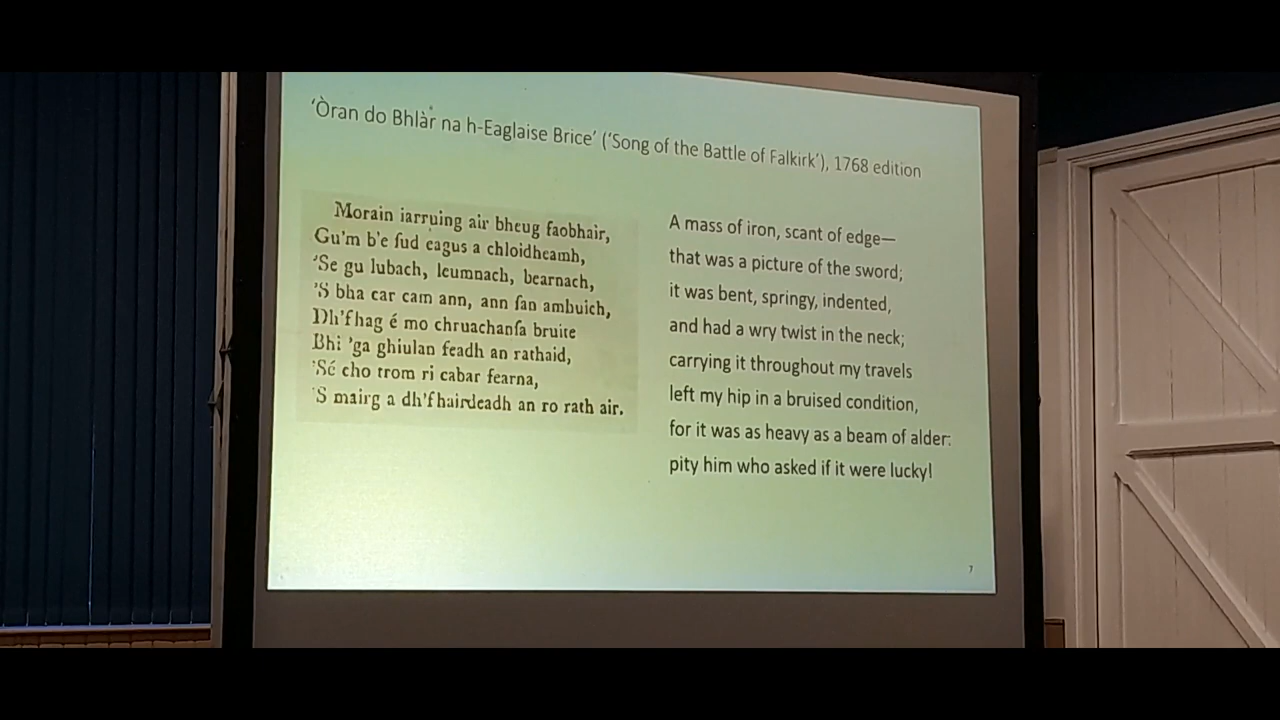 ‘Òran do Bhlàr na h-Eaglaise Brice’ (‘Song of the Battle of Falkirk’), 1768 edition
Morain iarruing air bheug faobhair,
Gu'm b'e ſud eagus a chloidheamh,
'Se gu lubach, leumnach, bearnach,
'S bha car cam ann, ann ſan ambuich,
Dh'fhag é mo chruachanſa bruite
Bhi 'ga ghiulan feadh an rathaid,
'Sé cho trom ri cabar fearna,
'S mairg a dh'fhairdeadh an ro rath air.
A mass of iron, scant of edge—
that was a picture of the sword;
it was bent, springy, indented,
and had a wry twist in the neck;
carrying it throughout my travels
left my hip in a bruised condition,
for it was as heavy as a beam of alder:
pity him who asked if it were lucky!
7